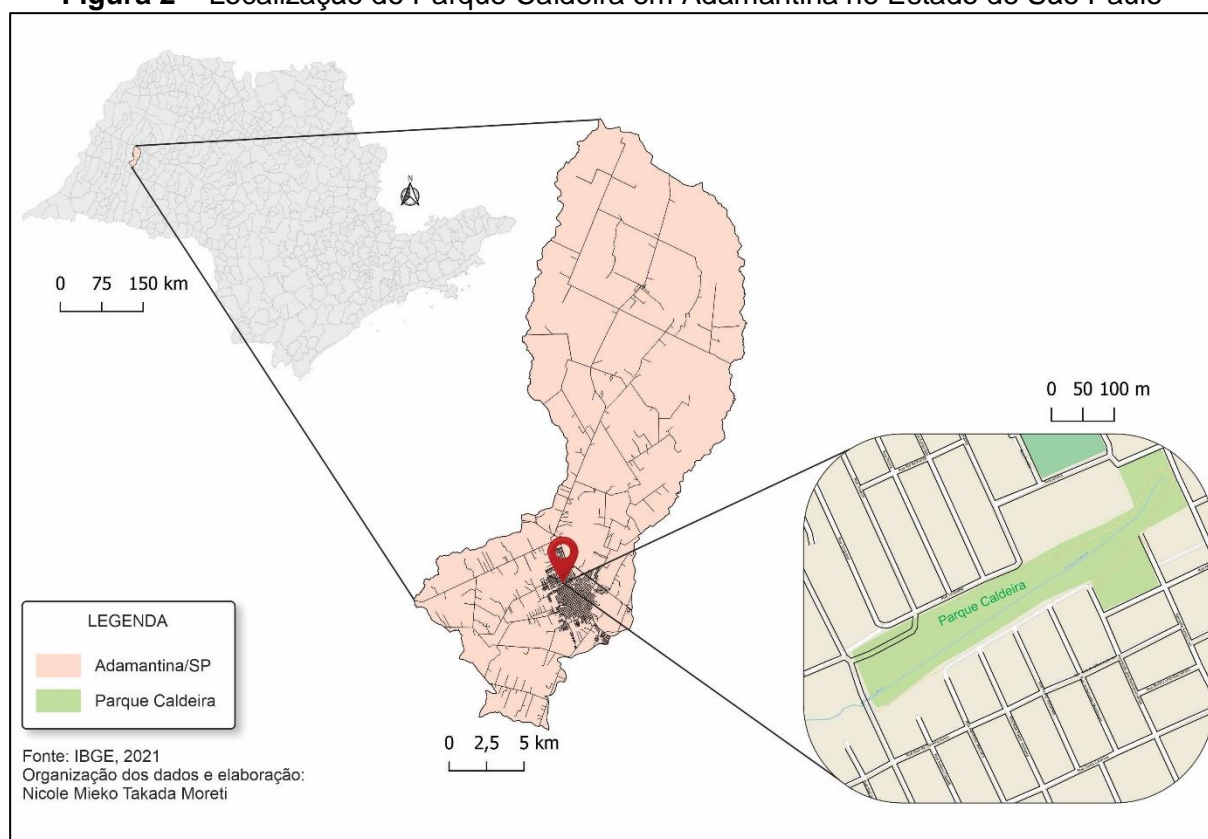 Figura 2 – Localização do Parque Caldeira em Adamantina no Estado de São Paulo
N
0 75 150 km
0 50 100 m
Parque Caldeira
LEGENDA
Adamantina/SP
Parque Caldeira
0 2,5 5 km
Fonte: IBGE, 2021
Organização dos dados e elaboração:
Nicole Mieko Takada Moreti